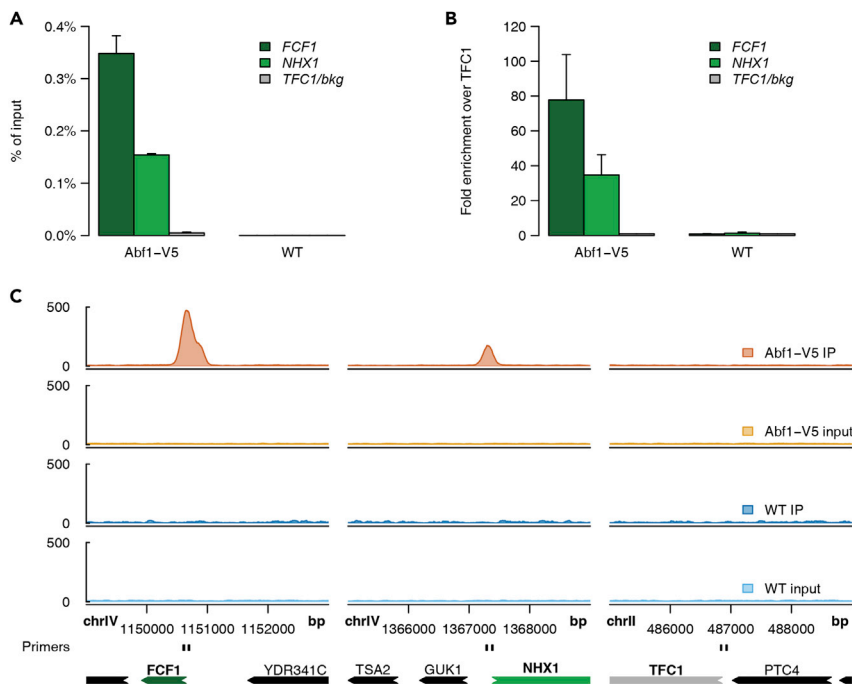 A
0.4%
0.3%
0.2%
0.1%
0.0%
% of input
FCF1
NHX1
TFC1/bkg
Abf1-V5
WT
B
120
100
80
60
40
20
0
Fold enrichment over TFC1
FCF1
NHX1
TFC1/bkg
Abf1-V5
WT
C
500
0
Abf1-V5 IP
500
0
Abf1-V5 input
500
0
WT IP
500
0
WT input
chrIV bp chrIV bp chrII bp
1150000 1151000 1152000 1366000 1367000 1368000 486000 487000 488000
Primers
FCF1 YDR341C TSA2 GUK1 NHX1 TFC1 PTC4